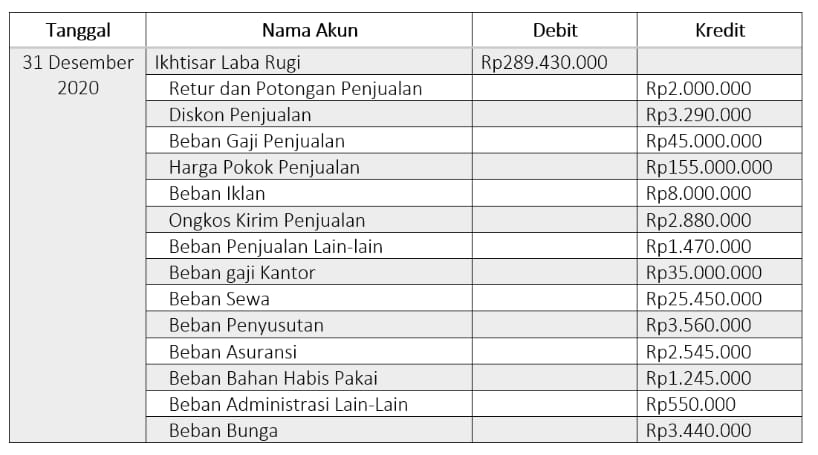 Tanggal Nama Akun Debit Kredit
31 Desember Ikhtisar Laba Rugi Rp289.430.000
2020 Retur dan Potongan Penjualan Rp2.000.000
Diskon Penjualan Rp3.290.000
Beban Gaji Penjualan Rp45.000.000
Harga Pokok Penjualan Rp155.000.000
Beban Iklan Rp8.000.000
Ongkos Kirim Penjualan Rp2.880.000
Beban Penjualan Lain-lain Rp1.470.000
Beban gaji Kantor Rp35.000.000
Beban Sewa Rp25.450.000
Beban Penyusutan Rp3.560.000
Beban Asuransi Rp2.545.000
Beban Bahan Habis Pakai Rp1.245.000
Beban Administrasi Lain-Lain Rp550.000
Beban Bunga Rp3.440.000